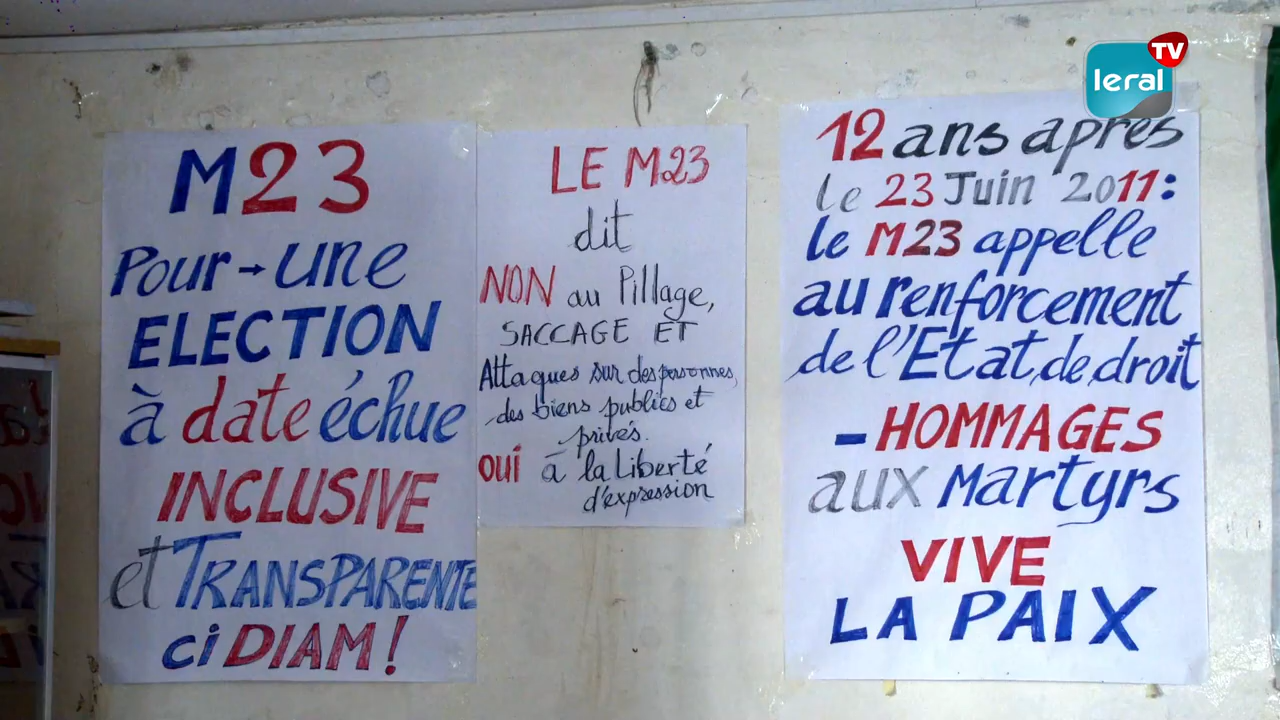 M23
Pour → une
ELECTION
à date échue
INCLUSIVE
et TRANSPARENTE
ci DIAM!
LE M23
dit
NON au Pillage,
SACCAGE ET
Attaques sur des personnes,
des biens publics et
privés.
OUI à la Liberté
d'expression
12 ans après
le 23 Juin 2011:
le M23 appelle
au renforcement
de l'Etat, de droit
- HOMMAGES
aux Martyrs
VIVE
LA PAIX
leral TV